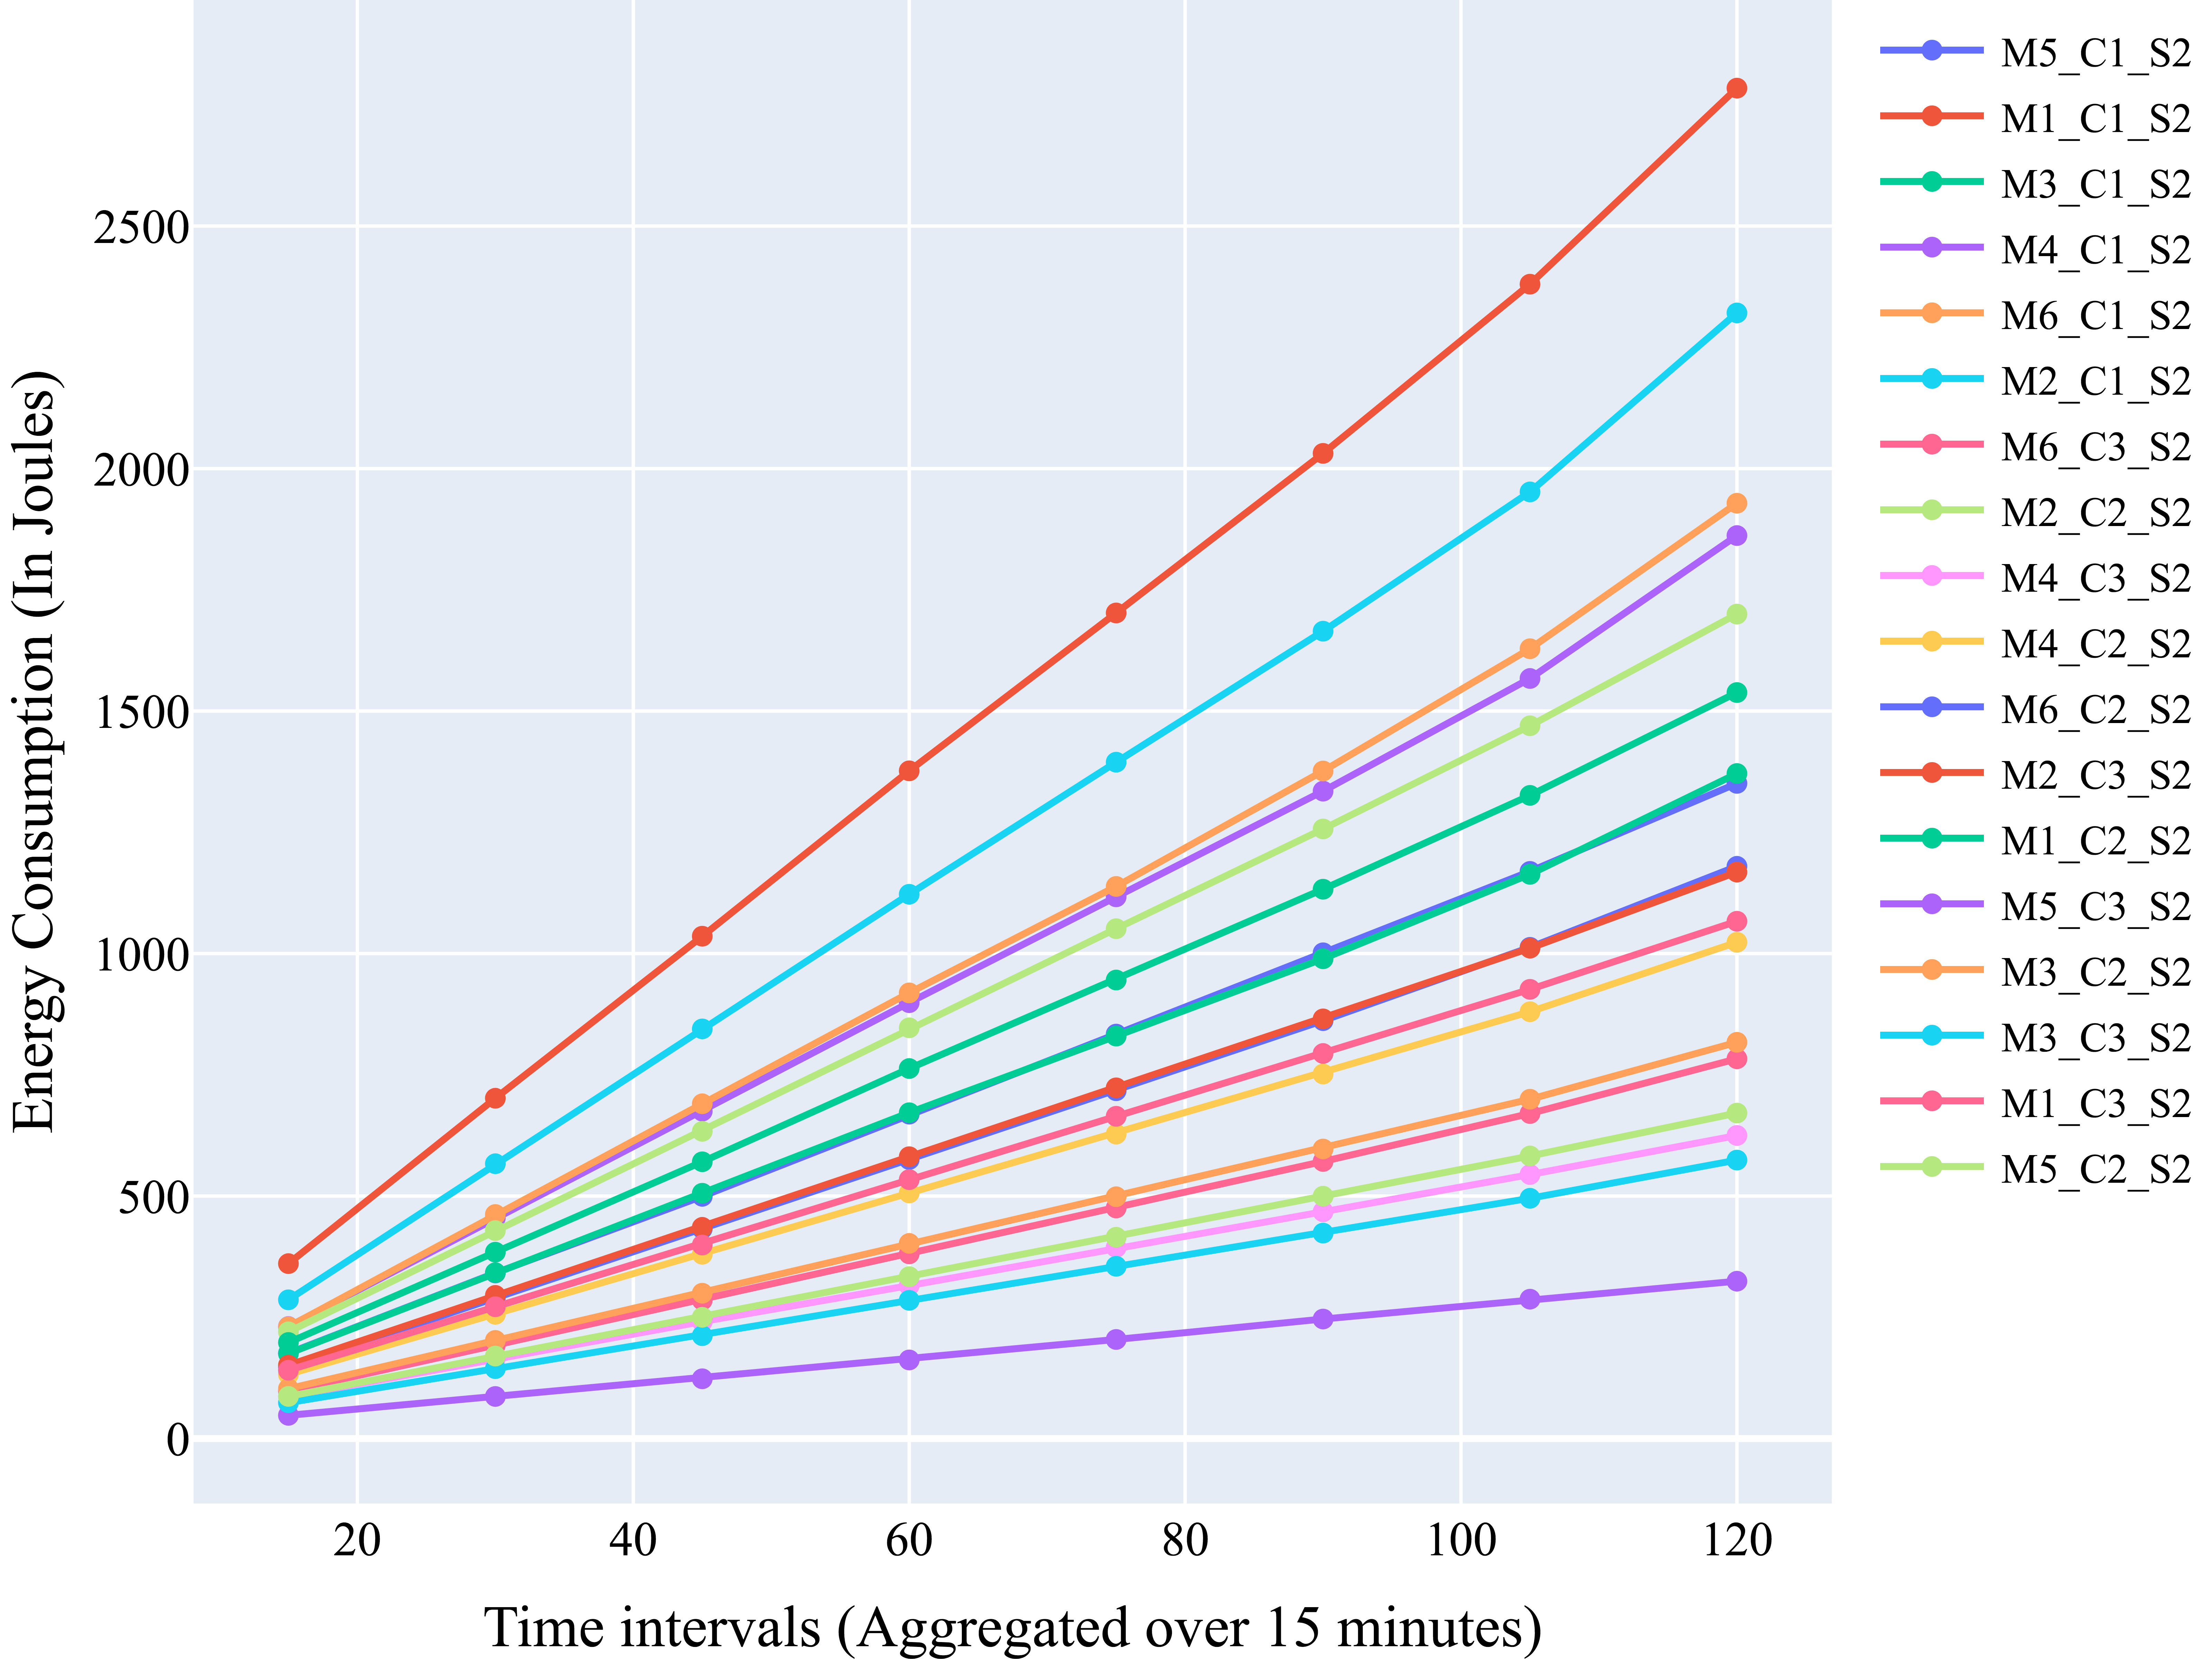 Energy Consumption (In Joules)
2500
2000
1500
1000
500
0
20 40 60 80 100 120
Time intervals (Aggregated over 15 minutes)
M5_C1_S2
M1_C1_S2
M3_C1_S2
M4_C1_S2
M6_C1_S2
M2_C1_S2
M6_C3_S2
M2_C2_S2
M4_C3_S2
M4_C2_S2
M6_C2_S2
M2_C3_S2
M1_C2_S2
M5_C3_S2
M3_C2_S2
M3_C3_S2
M1_C3_S2
M5_C2_S2